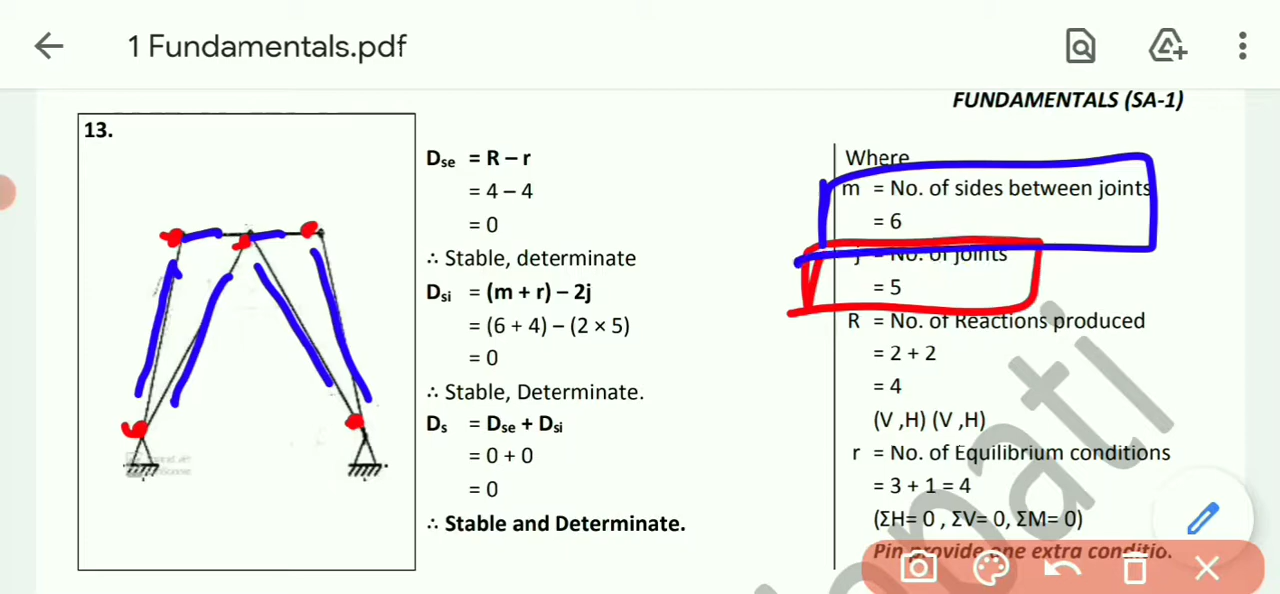 1 Fundamentals.pdf
FUNDAMENTALS (SA-1)
13.
Dse = R – r
= 4 – 4
= 0
∴ Stable, determinate
Dsi = (m + r) – 2j
= (6 + 4) – (2 × 5)
= 0
∴ Stable, Determinate.
Ds = Dse + Dsi
= 0 + 0
= 0
∴ Stable and Determinate.
Where
m = No. of sides between joints
= 6
j = No. of joints
= 5
R = No. of Reactions produced
= 2 + 2
= 4
(V ,H) (V ,H)
r = No. of Equilibrium conditions
= 3 + 1 = 4
(ΣH= 0 , ΣV= 0, ΣM= 0)
Pin provide one extra conditio.